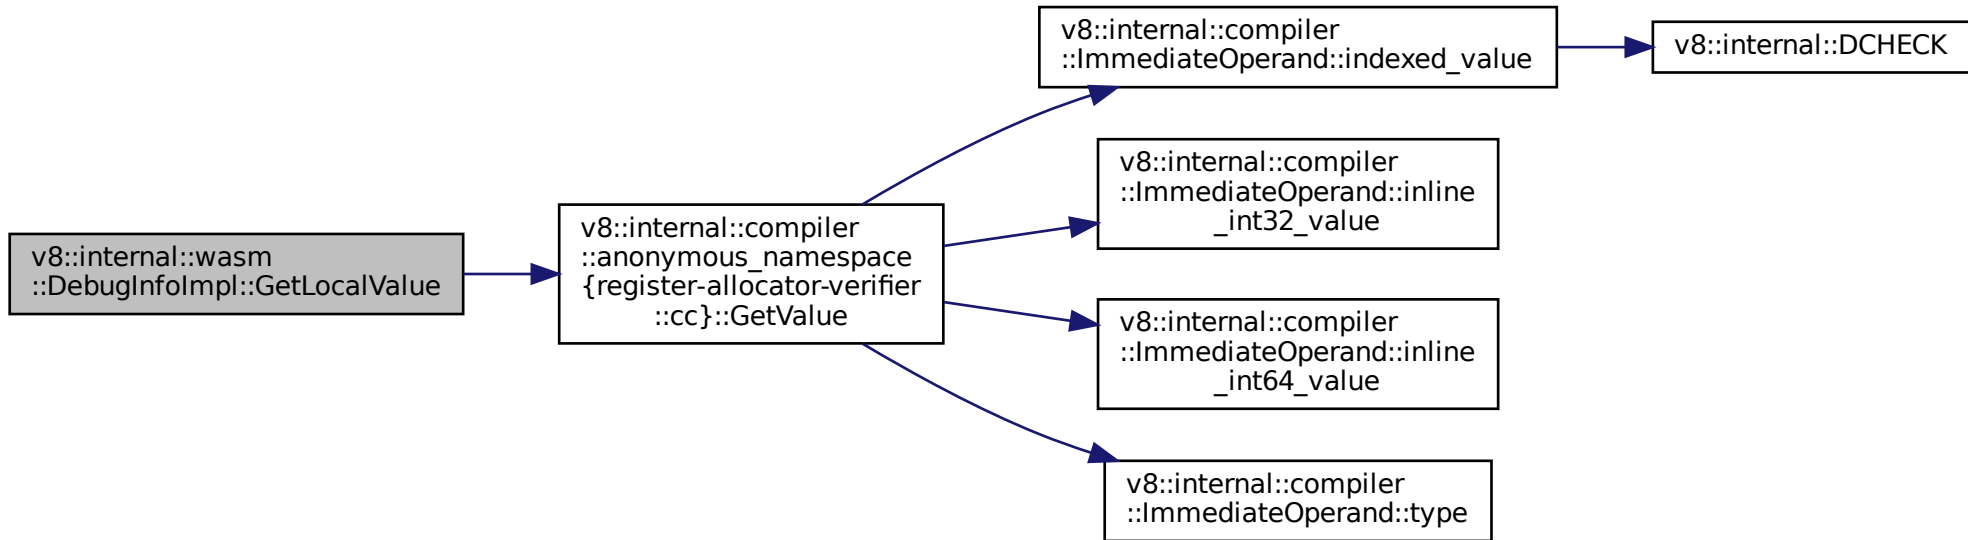 v8::internal::wasm
::DebugInfoImpl::GetLocalValue
v8::internal::compiler
::anonymous_namespace
{register-allocator-verifier
::cc}::GetValue
v8::internal::compiler
::ImmediateOperand::indexed_value
v8::internal::DCHECK
v8::internal::compiler
::ImmediateOperand::inline
_int32_value
v8::internal::compiler
::ImmediateOperand::inline
_int64_value
v8::internal::compiler
::ImmediateOperand::type